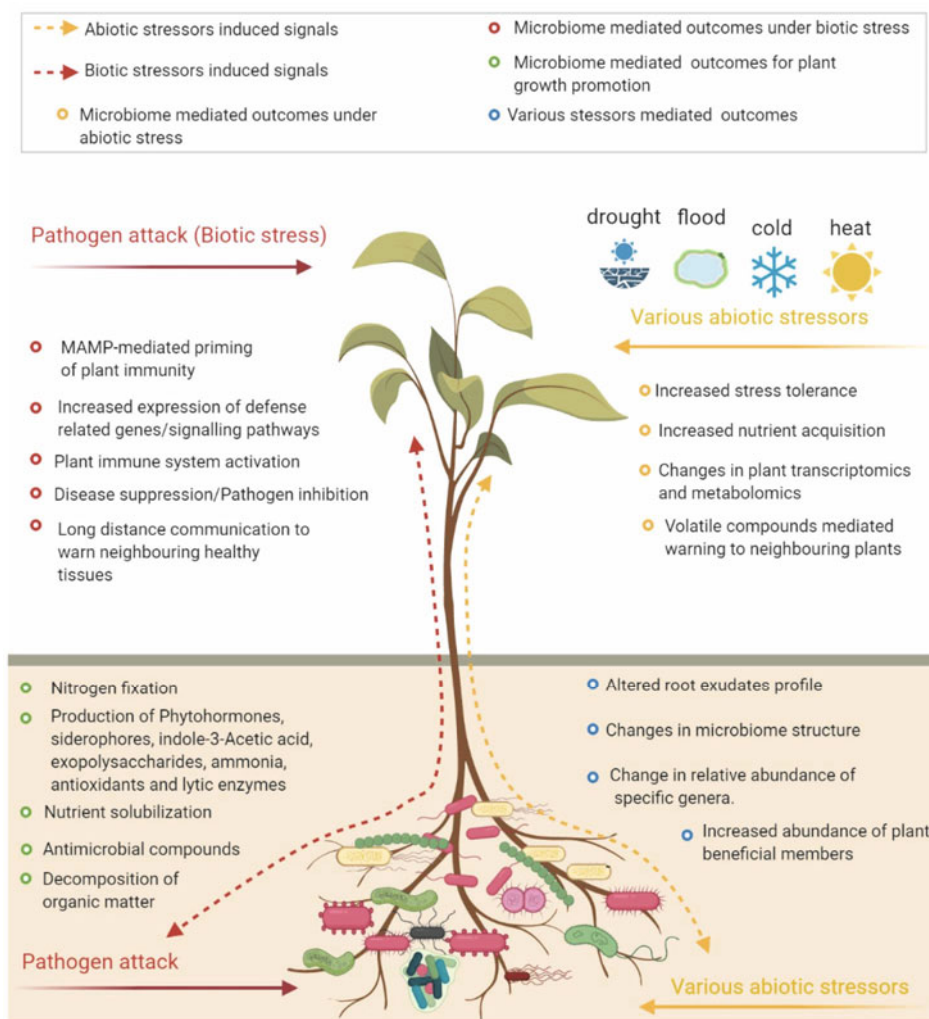 Abiotic stressors induced signals
Biotic stressors induced signals
Microbiome mediated outcomes under
abiotic stress
Microbiome mediated outcomes under biotic stress
Microbiome mediated outcomes for plant
growth promotion
Various stessors mediated outcomes
Pathogen attack (Biotic stress)
drought
flood
cold
heat
Various abiotic stressors
MAMP-mediated priming
of plant immunity
Increased expression of defense
related genes/signalling pathways
Plant immune system activation
Disease suppression/Pathogen inhibition
Long distance communication to
warn neighbouring healthy
tissues
Increased stress tolerance
Increased nutrient acquisition
Changes in plant transcriptomics
and metabolomics
Volatile compounds mediated
warning to neighbouring plants
Nitrogen fixation
Production of Phytohormones,
siderophores, indole-3-Acetic acid,
exopolysaccharides, ammonia,
antioxidants and lytic enzymes
Nutrient solubilization
Antimicrobial compounds
Decomposition of
organic matter
Altered root exudates profile
Changes in microbiome structure
Change in relative abundance of
specific genera.
Increased abundance of plant
beneficial members
Pathogen attack
Various abiotic stressors